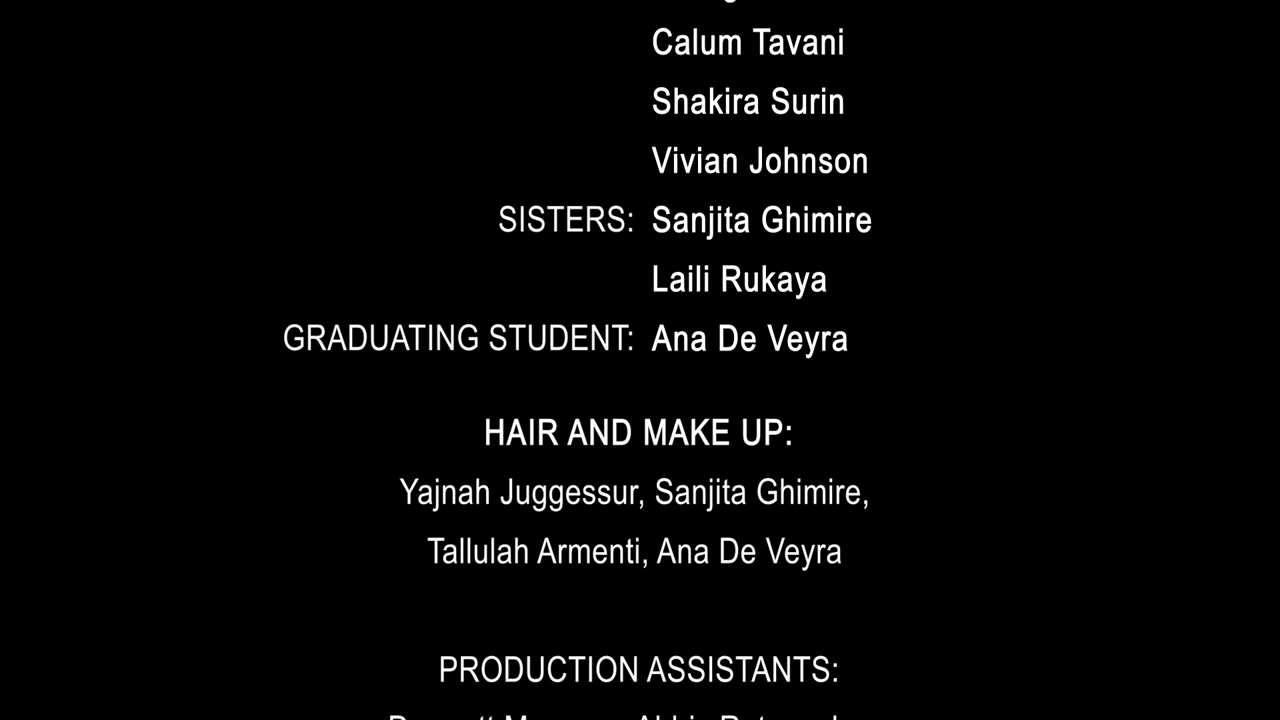 Calum Tavani
Shakira Surin
Vivian Johnson
SISTERS: Sanjita Ghimire
Laili Rukaya
GRADUATING STUDENT: Ana De Veyra
HAIR AND MAKE UP:
Yajnah Juggessur, Sanjita Ghimire,
Tallulah Armenti, Ana De Veyra
PRODUCTION ASSISTANTS: